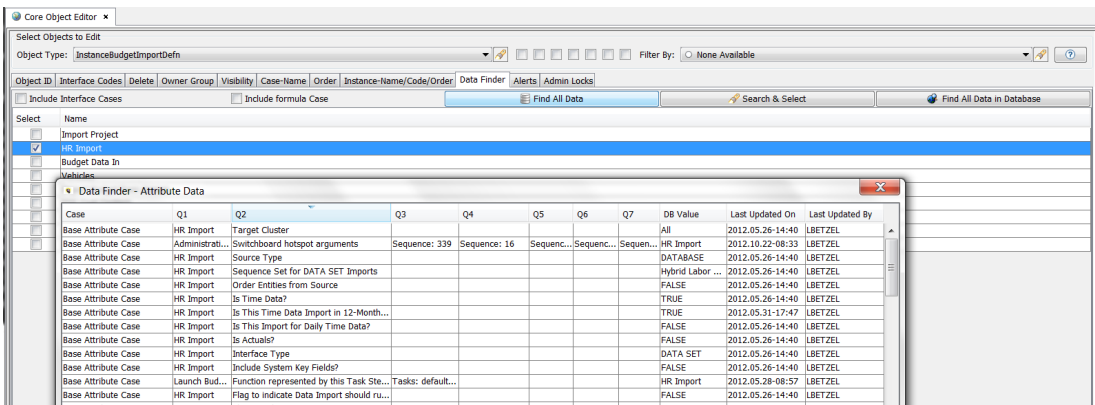 Core Object Editor ×
Select Objects to Edit
Object Type: InstanceBudgetImportDefn Filter By: None Available
Object ID Interface Codes Delete Owner Group Visibility Case-Name Order Instance-Name/Code/Order Data Finder Alerts Admin Locks
Include Interface Cases Include formula Case Find All Data Search & Select Find All Data in Database
Select Name
Import Project
HR Import
Budget Data In
Vehicles
Data Finder - Attribute Data
Case Q1 Q2 Q3 Q4 Q5 Q6 Q7 DB Value Last Updated On Last Updated By
Base Attribute Case HR Import Target Cluster All 2012.05.26-14:40 LBETZEL
Base Attribute Case Administrati... Switchboard hotspot arguments Sequence: 339 Sequence: 16 Sequenc... Sequenc... Sequen... HR Import 2012.10.22-08:33 LBETZEL
Base Attribute Case HR Import Source Type DATABASE 2012.05.26-14:40 LBETZEL
Base Attribute Case HR Import Sequence Set for DATA SET Imports Hybrid Labor ... 2012.05.26-14:40 LBETZEL
Base Attribute Case HR Import Order Entities from Source FALSE 2012.05.26-14:40 LBETZEL
Base Attribute Case HR Import Is Time Data? TRUE 2012.05.26-14:40 LBETZEL
Base Attribute Case HR Import Is This Time Data Import in 12-Month... TRUE 2012.05.31-17:47 LBETZEL
Base Attribute Case HR Import Is This Import for Daily Time Data? FALSE 2012.05.26-14:40 LBETZEL
Base Attribute Case HR Import Is Actuals? FALSE 2012.05.26-14:40 LBETZEL
Base Attribute Case HR Import Interface Type DATA SET 2012.05.26-14:40 LBETZEL
Base Attribute Case HR Import Include System Key Fields? FALSE 2012.05.26-14:40 LBETZEL
Base Attribute Case Launch Bud... Function represented by this Task Ste... Tasks: default... HR Import 2012.05.28-08:57 LBETZEL
Base Attribute Case HR Import Flag to indicate Data Import should ru... FALSE 2012.05.26-14:40 LBETZEL